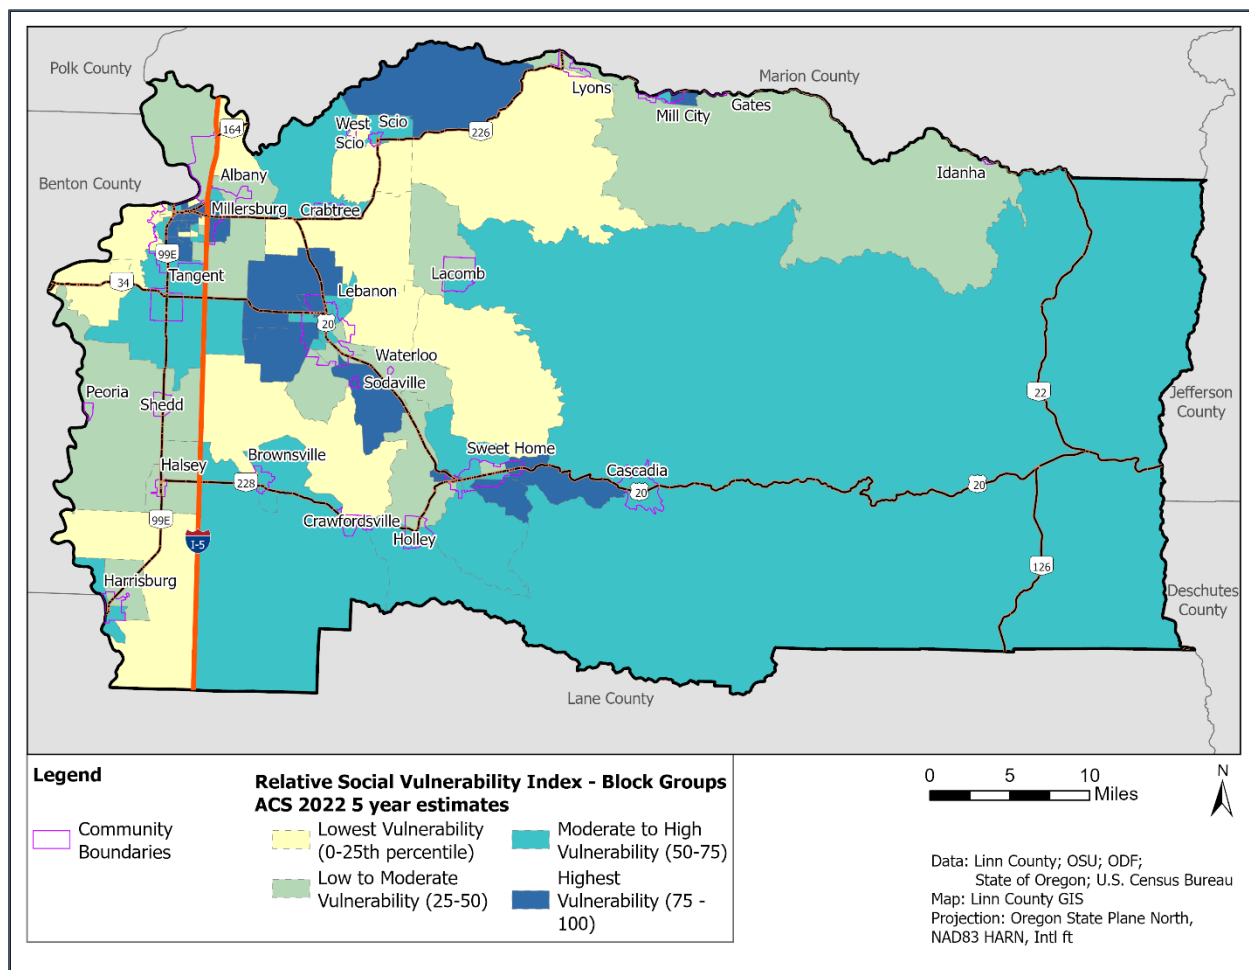 Polk County
Marion County
Lyons
Mill City
Gates
164
West
Scio
Scio
226
Idanha
Benton County
Albany
Millersburg
Crabtree
99E
34
Tangent
Lacomb
Lebanon
20
Waterloo
Sodaville
Peoria
Shedd
22
Jefferson
County
Halsey
Brownsville
Sweet Home
Cascadia
228
20
20
99E
Crawfordsville
Holley
I-5
126
Harrisburg
Deschutes
County
Lane County
Legend
Community
Boundaries
Relative Social Vulnerability Index - Block Groups
ACS 2022 5 year estimates
Lowest Vulnerability
(0-25th percentile)
Low to Moderate
Vulnerability (25-50)
Moderate to High
Vulnerability (50-75)
Highest
Vulnerability (75 -
100)
0 5 10
Miles
N
Data: Linn County; OSU; ODF;
State of Oregon; U.S. Census Bureau
Map: Linn County GIS
Projection: Oregon State Plane North,
NAD83 HARN, Intl ft